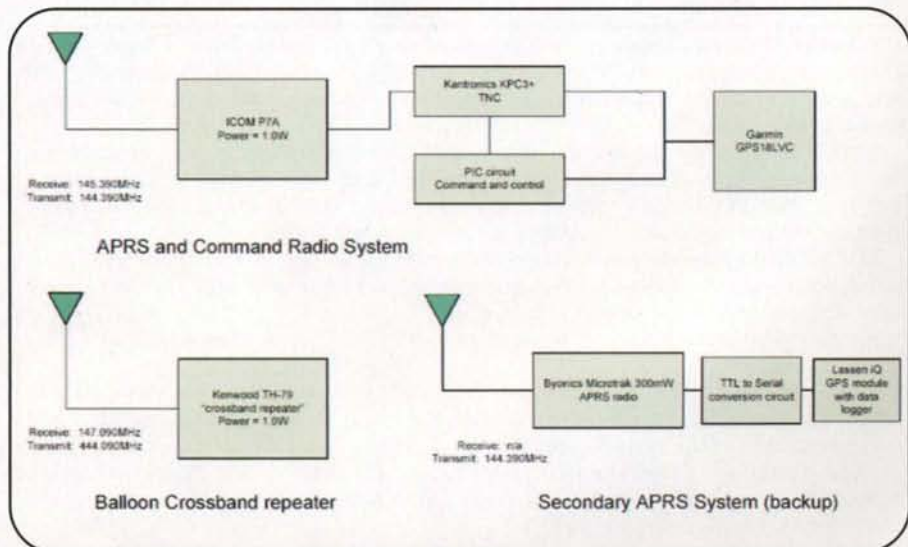 ICOM P7A
Power = 1.0W
Kantronics KPC3+
TNC
PIC circuit
Command and control
Garmin
GPS18LVC
Receive: 145.390MHz
Transmit: 144.390MHz
APRS and Command Radio System
Kenwood TH-79
"crossband repeater"
Power = 1.0W
Receive: 147.090MHz
Transmit: 444.090MHz
Balloon Crossband repeater
Byonics Microtrak 300mW
APRS radio
TTL to Serial
conversion circuit
Lassen iQ
GPS module
with data
logger
Receive: n/a
Transmit: 144.390MHz
Secondary APRS System (backup)